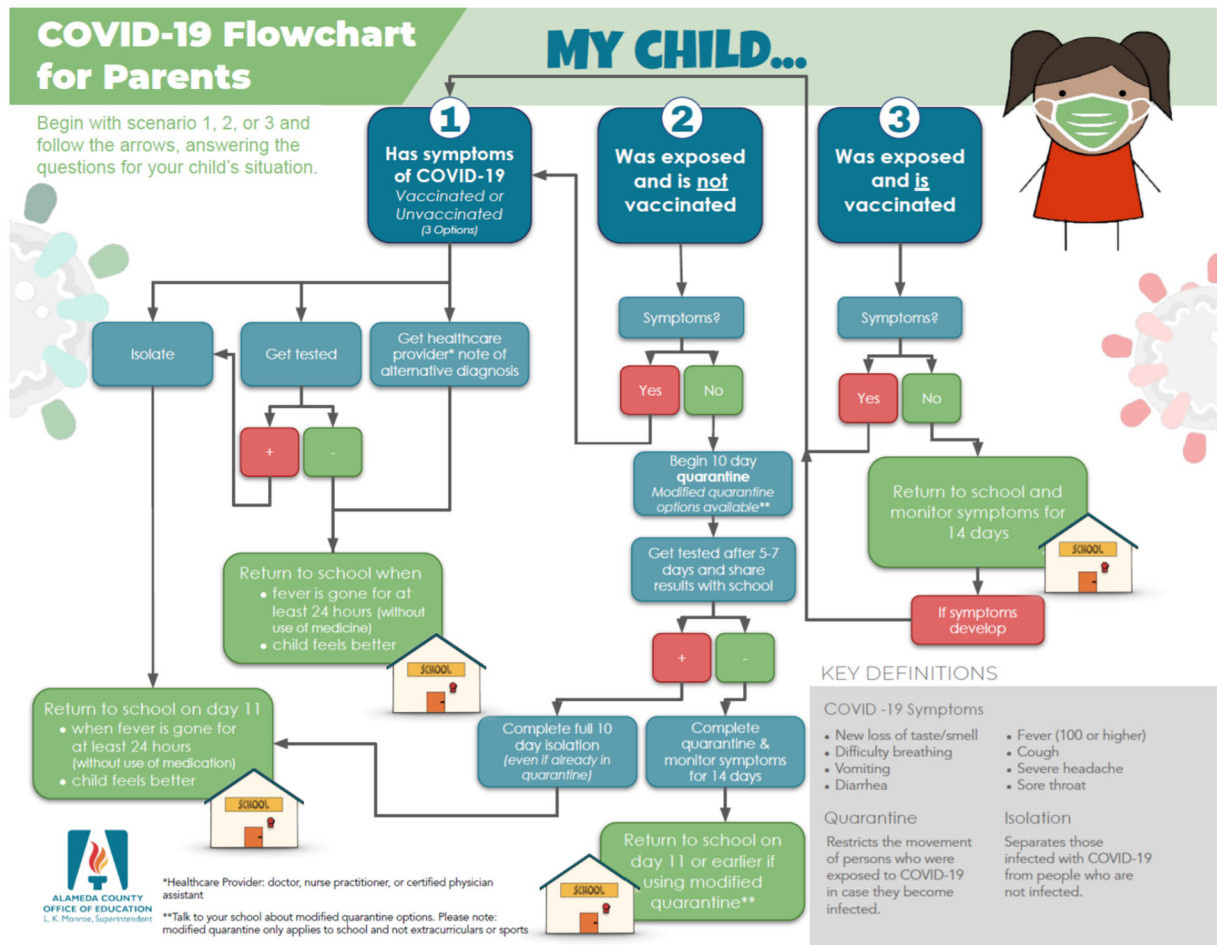 COVID-19 Flowchart
for Parents
MY CHILD...
Begin with scenario 1, 2, or 3 and
follow the arrows, answering the
questions for your child's situation.
1
Has symptoms
of COVID-19
Vaccinated or
Unvaccinated
(3 Options)
2
Was exposed
and is not
vaccinated
3
Was exposed
and is
vaccinated
Isolate
Get tested
Get healthcare
provider* note of
alternative diagnosis
+
-
Return to school when
• fever is gone for at
least 24 hours (without
use of medicine)
• child feels better
SCHOOL
Return to school on day 11
• when fever is gone for
at least 24 hours
(without use of medication)
• child feels better
SCHOOL
Symptoms?
Yes
No
Begin 10 day
quarantine
Modified quarantine
options available**
Get tested after 5-7
days and share
results with school
+
-
Complete full 10
day isolation
(even if already in
quarantine)
Complete
quarantine &
monitor symptoms
for 14 days
Return to school on
day 11 or earlier if
using modified
quarantine**
SCHOOL
Symptoms?
Yes
No
Return to school and
monitor symptoms for
14 days
SCHOOL
If symptoms
develop
KEY DEFINITIONS
COVID -19 Symptoms
• New loss of taste/smell
• Difficulty breathing
• Vomiting
• Diarrhea
• Fever (100 or higher)
• Cough
• Severe headache
• Sore throat
Quarantine
Restricts the movement
of persons who were
exposed to COVID-19
in case they become
infected.
Isolation
Separates those
infected with COVID-19
from people who are
not infected.
ALAMEDA COUNTY
OFFICE OF EDUCATION
L. K. Monroe, Superintendent
*Healthcare Provider: doctor, nurse practitioner, or certified physician
assistant
**Talk to your school about modified quarantine options. Please note:
modified quarantine only applies to school and not extracurriculars or sports